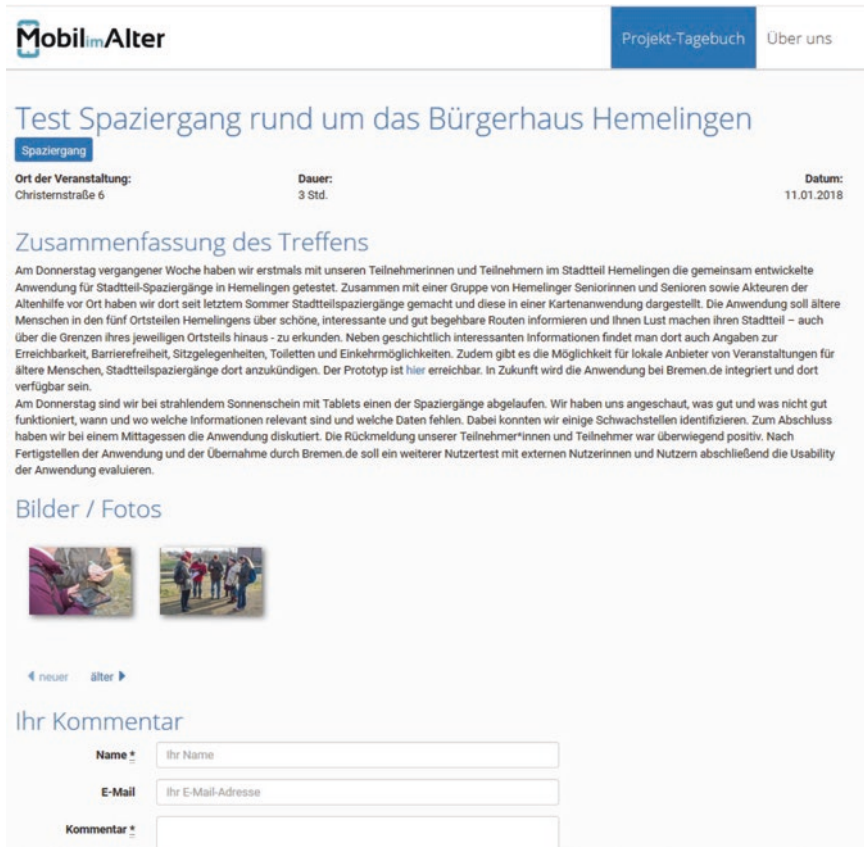 MobilimAlter
Projekt-Tagebuch
Über uns
Test Spaziergang rund um das Bürgerhaus Hemelingen
Spaziergang
Ort der Veranstaltung:
Christernstraße 6
Dauer:
3 Std.
Datum:
11.01.2018
Zusammenfassung des Treffens
Am Donnerstag vergangener Woche haben wir erstmals mit unseren Teilnehmerinnen und Teilnehmern im Stadtteil Hemelingen die gemeinsam entwickelte
Anwendung für Stadtteil-Spaziergänge in Hemelingen getestet. Zusammen mit einer Gruppe von Hemelinger Seniorinnen und Senioren sowie Akteuren der
Altenhilfe vor Ort haben wir dort seit letztem Sommer Stadtteilspaziergänge gemacht und diese in einer Kartenanwendung dargestellt. Die Anwendung soll ältere
Menschen in den fünf Ortsteilen Hemelingens über schöne, interessante und gut begehbare Routen informieren und Ihnen Lust machen ihren Stadtteil – auch
über die Grenzen ihres jeweiligen Ortsteils hinaus - zu erkunden. Neben geschichtlich interessanten Informationen findet man dort auch Angaben zur
Erreichbarkeit, Barrierefreiheit, Sitzgelegenheiten, Toiletten und Einkehrmöglichkeiten. Zudem gibt es die Möglichkeit für lokale Anbieter von Veranstaltungen für
ältere Menschen, Stadtteilspaziergänge dort anzukündigen. Der Prototyp ist hier erreichbar. In Zukunft wird die Anwendung bei Bremen.de integriert und dort
verfügbar sein.
Am Donnerstag sind wir bei strahlendem Sonnenschein mit Tablets einen der Spaziergänge abgelaufen. Wir haben uns angeschaut, was gut und was nicht gut
funktioniert, wann und wo welche Informationen relevant sind und welche Daten fehlen. Dabei konnten wir einige Schwachstellen identifizieren. Zum Abschluss
haben wir bei einem Mittagessen die Anwendung diskutiert. Die Rückmeldung unserer Teilnehmer*innen und Teilnehmer war überwiegend positiv. Nach
Fertigstellen der Anwendung und der Übernahme durch Bremen.de soll ein weiterer Nutzertest mit externen Nutzerinnen und Nutzern abschließend die Usability
der Anwendung evaluieren.
Bilder / Fotos
neuer älter
Ihr Kommentar
Name *
Ihr Name
E-Mail
Ihr E-Mail-Adresse
Kommentar *